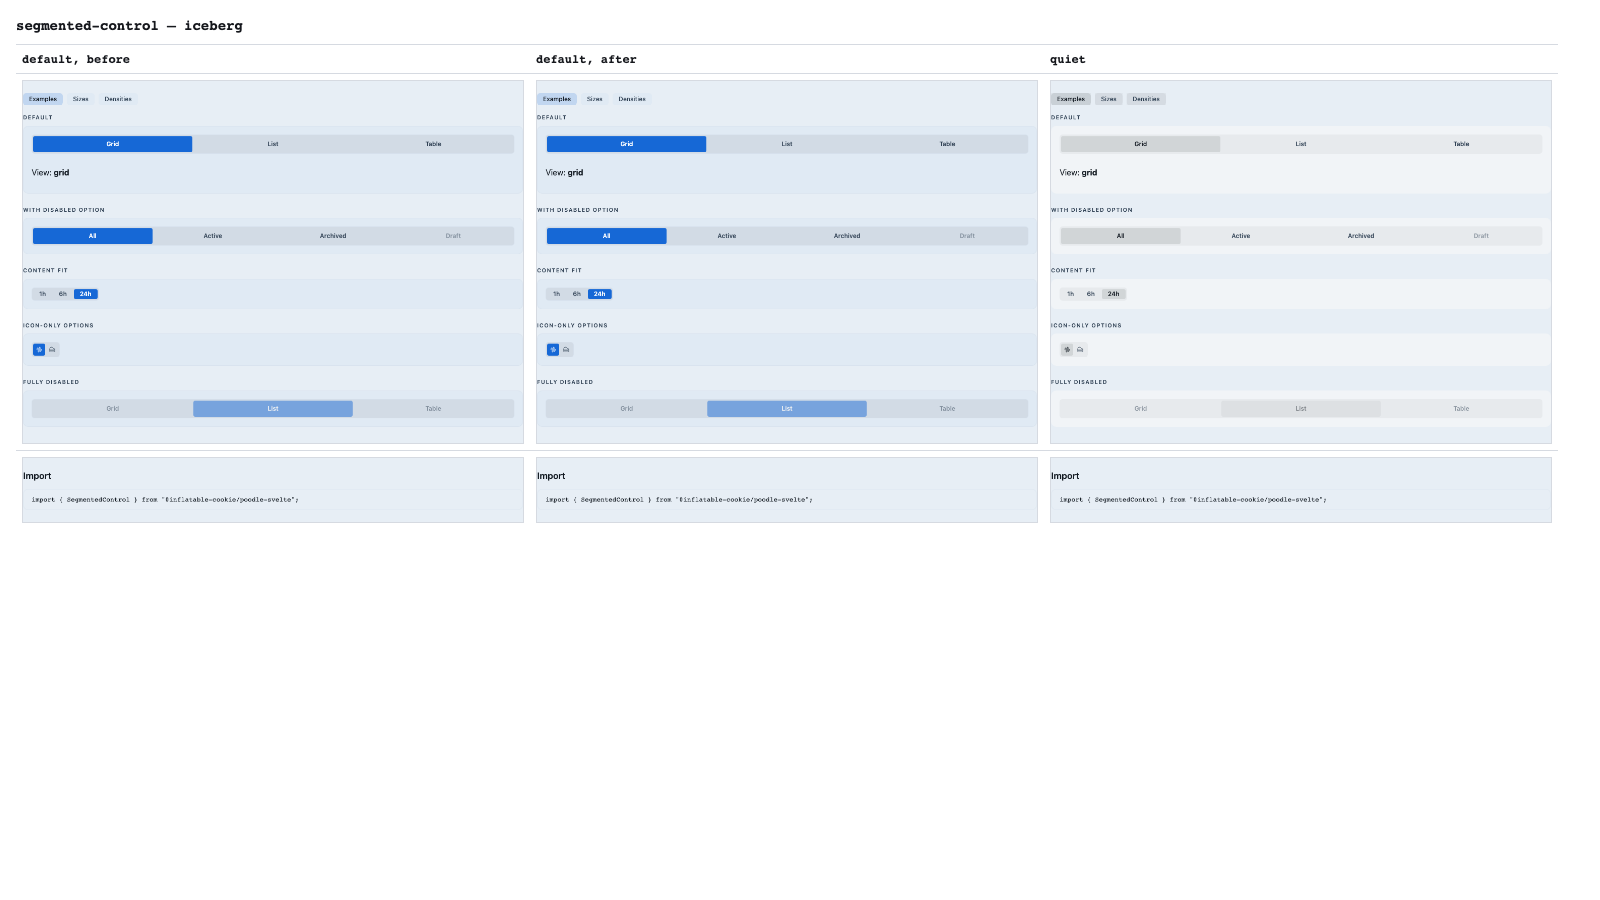 segmented-control — iceberg
default, before
default, after
quiet
Examples Sizes Densities
DEFAULT
Grid List Table
View: grid
WITH DISABLED OPTION
All Active Archived Draft
CONTENT FIT
1h 6h 24h
ICON-ONLY OPTIONS
FULLY DISABLED
Grid List Table
Examples Sizes Densities
DEFAULT
Grid List Table
View: grid
WITH DISABLED OPTION
All Active Archived Draft
CONTENT FIT
1h 6h 24h
ICON-ONLY OPTIONS
FULLY DISABLED
Grid List Table
Examples Sizes Densities
DEFAULT
Grid List Table
View: grid
WITH DISABLED OPTION
All Active Archived Draft
CONTENT FIT
1h 6h 24h
ICON-ONLY OPTIONS
FULLY DISABLED
Grid List Table
Import
import { SegmentedControl } from "@inflatable-cookie/poodle-svelte";
Import
import { SegmentedControl } from "@inflatable-cookie/poodle-svelte";
Import
import { SegmentedControl } from "@inflatable-cookie/poodle-svelte";